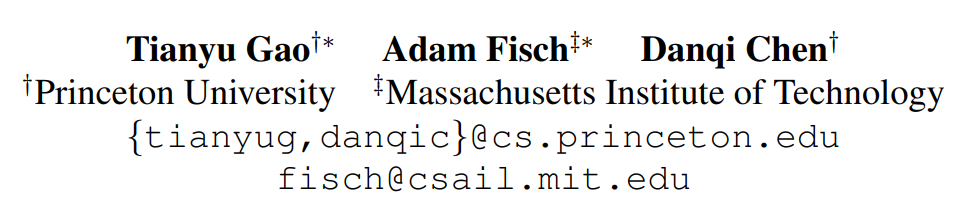 Tianyu Gao†∗ Adam Fisch‡∗ Danqi Chen†
†Princeton University ‡Massachusetts Institute of Technology
{tianyug,danqic}@cs.princeton.edu
fisch@csail.mit.edu